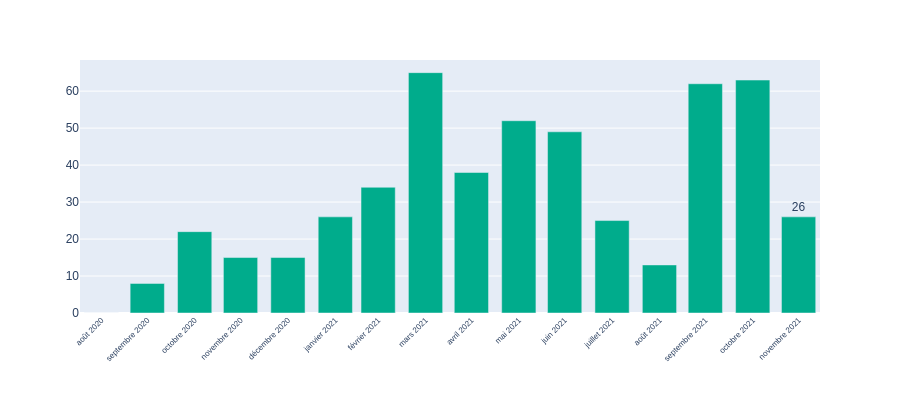 60
50
40
30
20
10
0
26
août 2020
septembre 2020
octobre 2020
novembre 2020
décembre 2020
janvier 2021
février 2021
mars 2021
avril 2021
mai 2021
juin 2021
juillet 2021
août 2021
septembre 2021
octobre 2021
novembre 2021